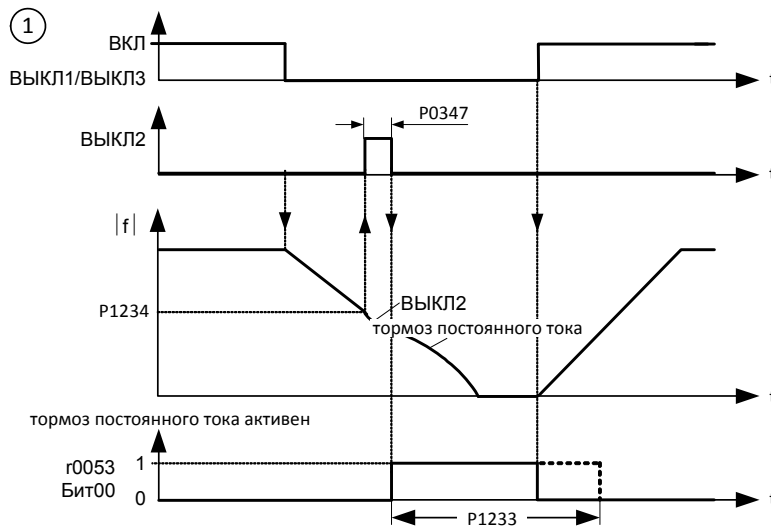 1
ВКЛ
ВЫКЛ1/ВЫКЛ3
t
P0347
ВЫКЛ2
t
|f|
P1234
ВЫКЛ2
тормоз постоянного тока
t
тормоз постоянного тока активен
r0053
Бит00
1
0
t
P1233